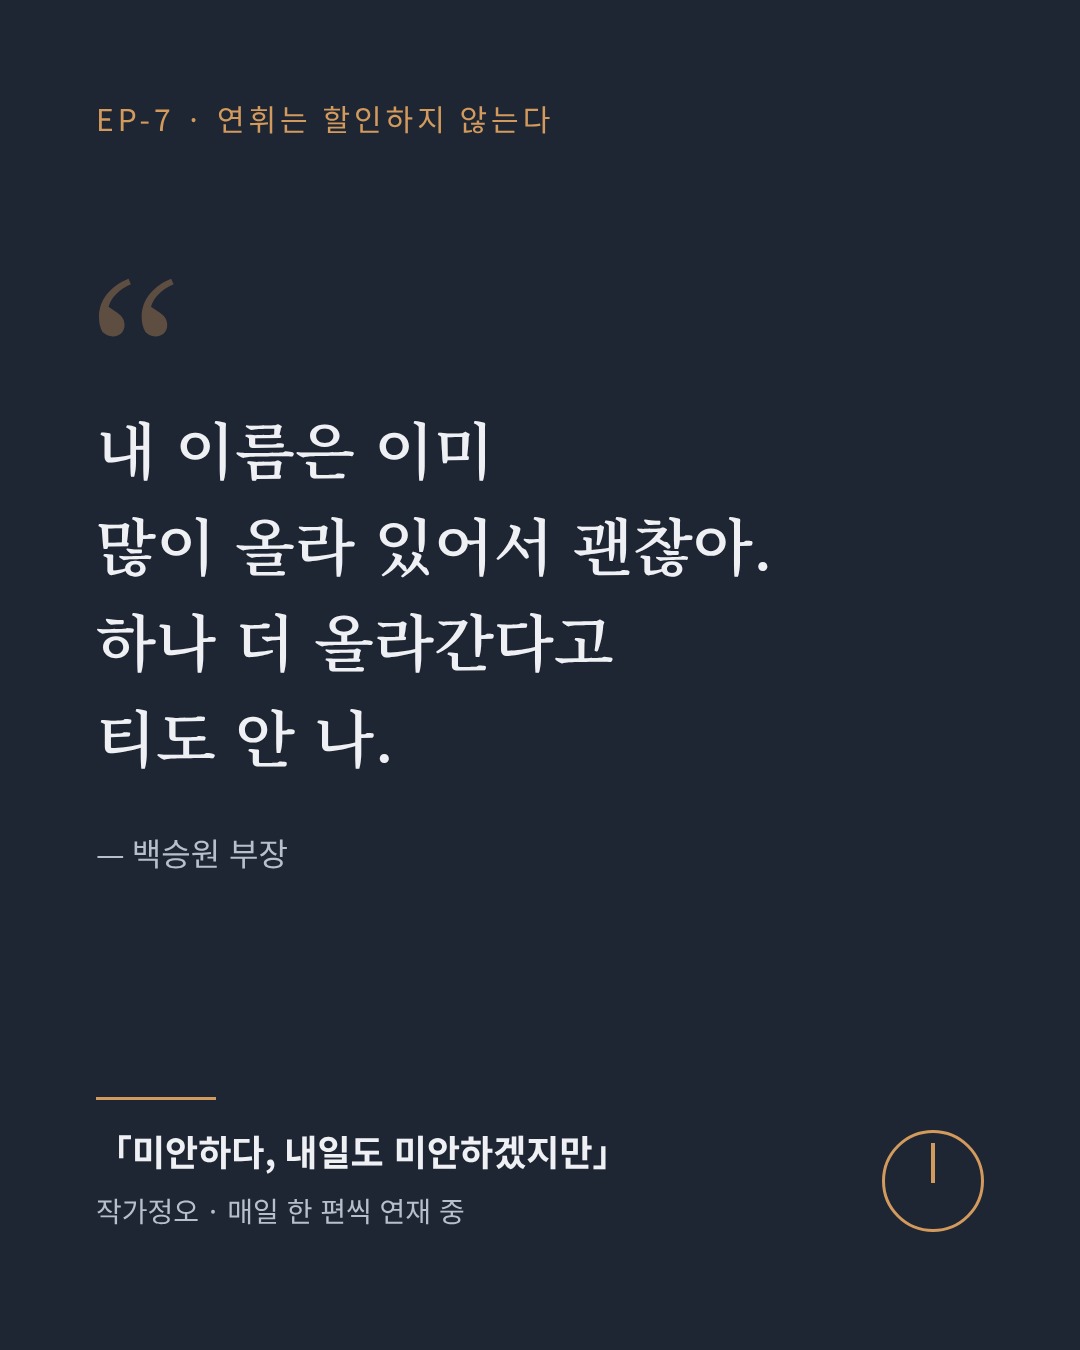 EP-7 · 연휘는 할인하지 않는다
“
내 이름은 이미
많이 올라 있어서 괜찮아.
하나 더 올라간다고
티도 안 나.
— 백승원 부장
「미안하다, 내일도 미안하겠지만」
작가정오 · 매일 한 편씩 연재 중